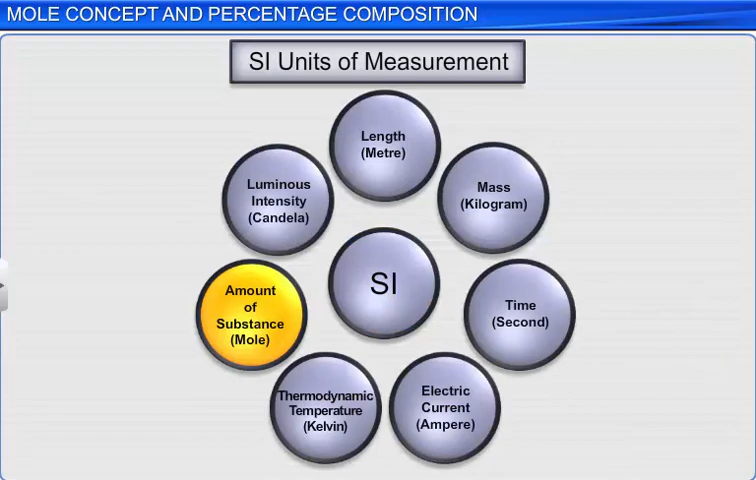 MOLE CONCEPT AND PERCENTAGE COMPOSITION
SI Units of Measurement
Length
(Metre)
Mass
(Kilogram)
Time
(Second)
Electric
Current
(Ampere)
Thermodynamic
Temperature
(Kelvin)
Amount
of
Substance
(Mole)
Luminous
Intensity
(Candela)
SI